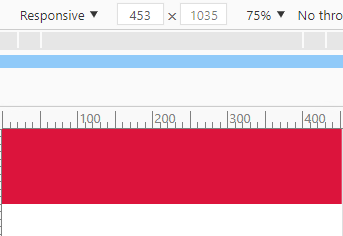 Responsive ▼ 453 × 1035 75% ▼ No thro
100 200 300 400